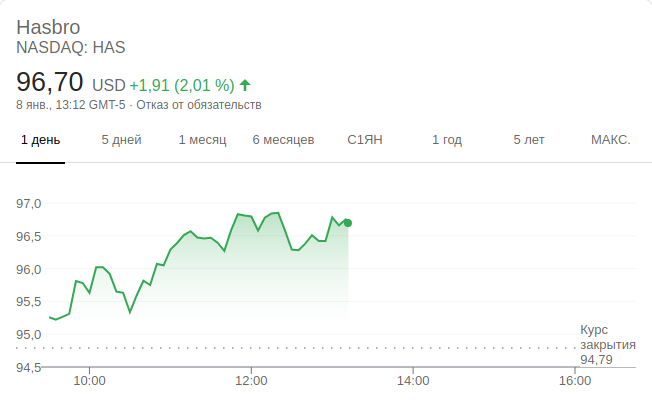 Hasbro
NASDAQ: HAS
96,70 USD +1,91 (2,01 %)
8 янв., 13:12 GMT-5 · Отказ от обязательств
1 день 5 дней 1 месяц 6 месяцев С1ЯН 1 год 5 лет МАКС.
97,0
96,5
96,0
95,5
95,0
Курс
закрытия
94,79
94,5
10:00 12:00 14:00 16:00